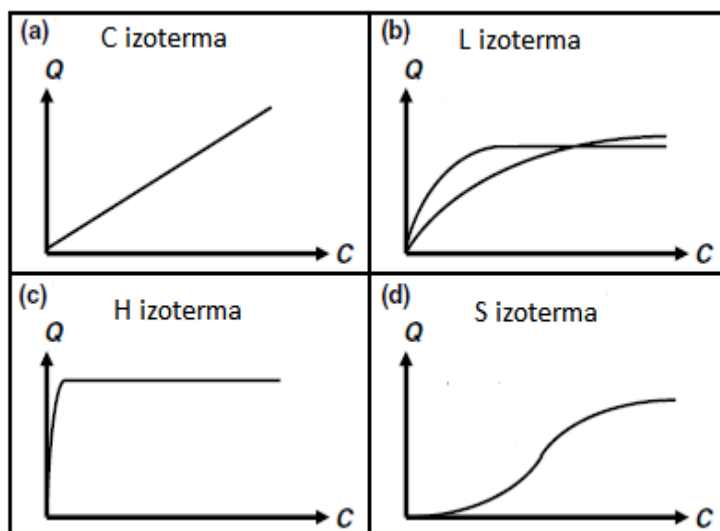 (a) C izoterma
Q
C
(b) L izoterma
Q
C
(c) H izoterma
Q
C
(d) S izoterma
Q
C